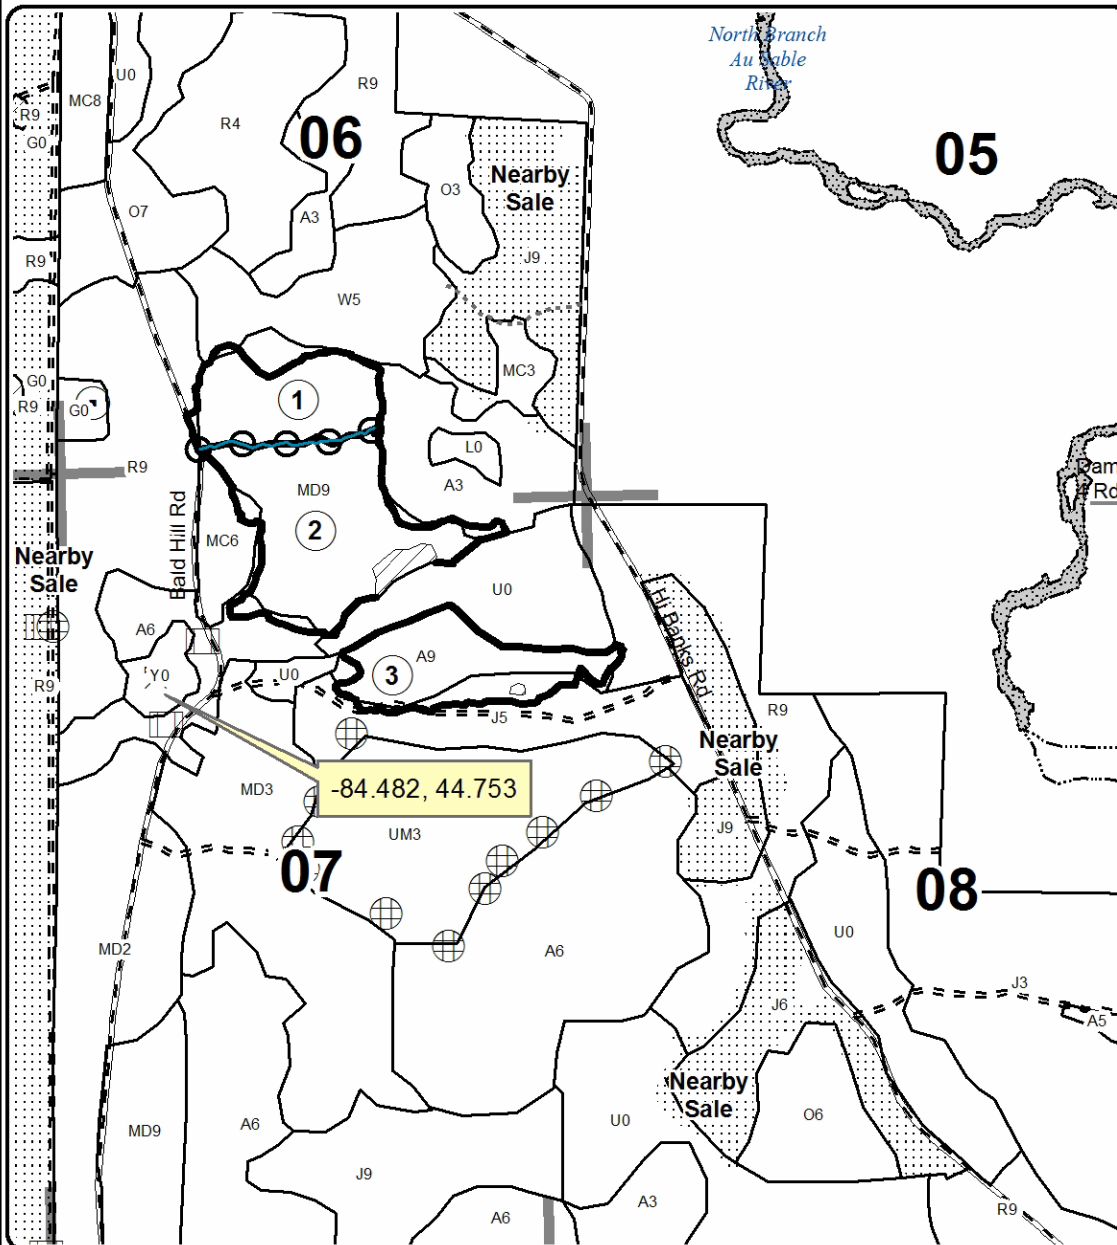 North Branch
Au Sable
River
U0
MC8
R9
R9
G0
R4
06
05
Nearby
Sale
O3
O7
A3
R9
J9
W5
MC3
G0
R9
G0
1
L0
R9
A3
MD9
2
Bald Hill Rd
MC6
Dam
4 Rd
Nearby
Sale
U0
Hi Banks Rd
A6
A9
3
Y0
U0
R9
J5
R9
Nearby
Sale
-84.482, 44.753
MD3
UM3
J9
07
08
MD2
A6
U0
J3
J6
A5
Nearby
Sale
O6
MD9
A6
U0
J9
A3
A6
R9